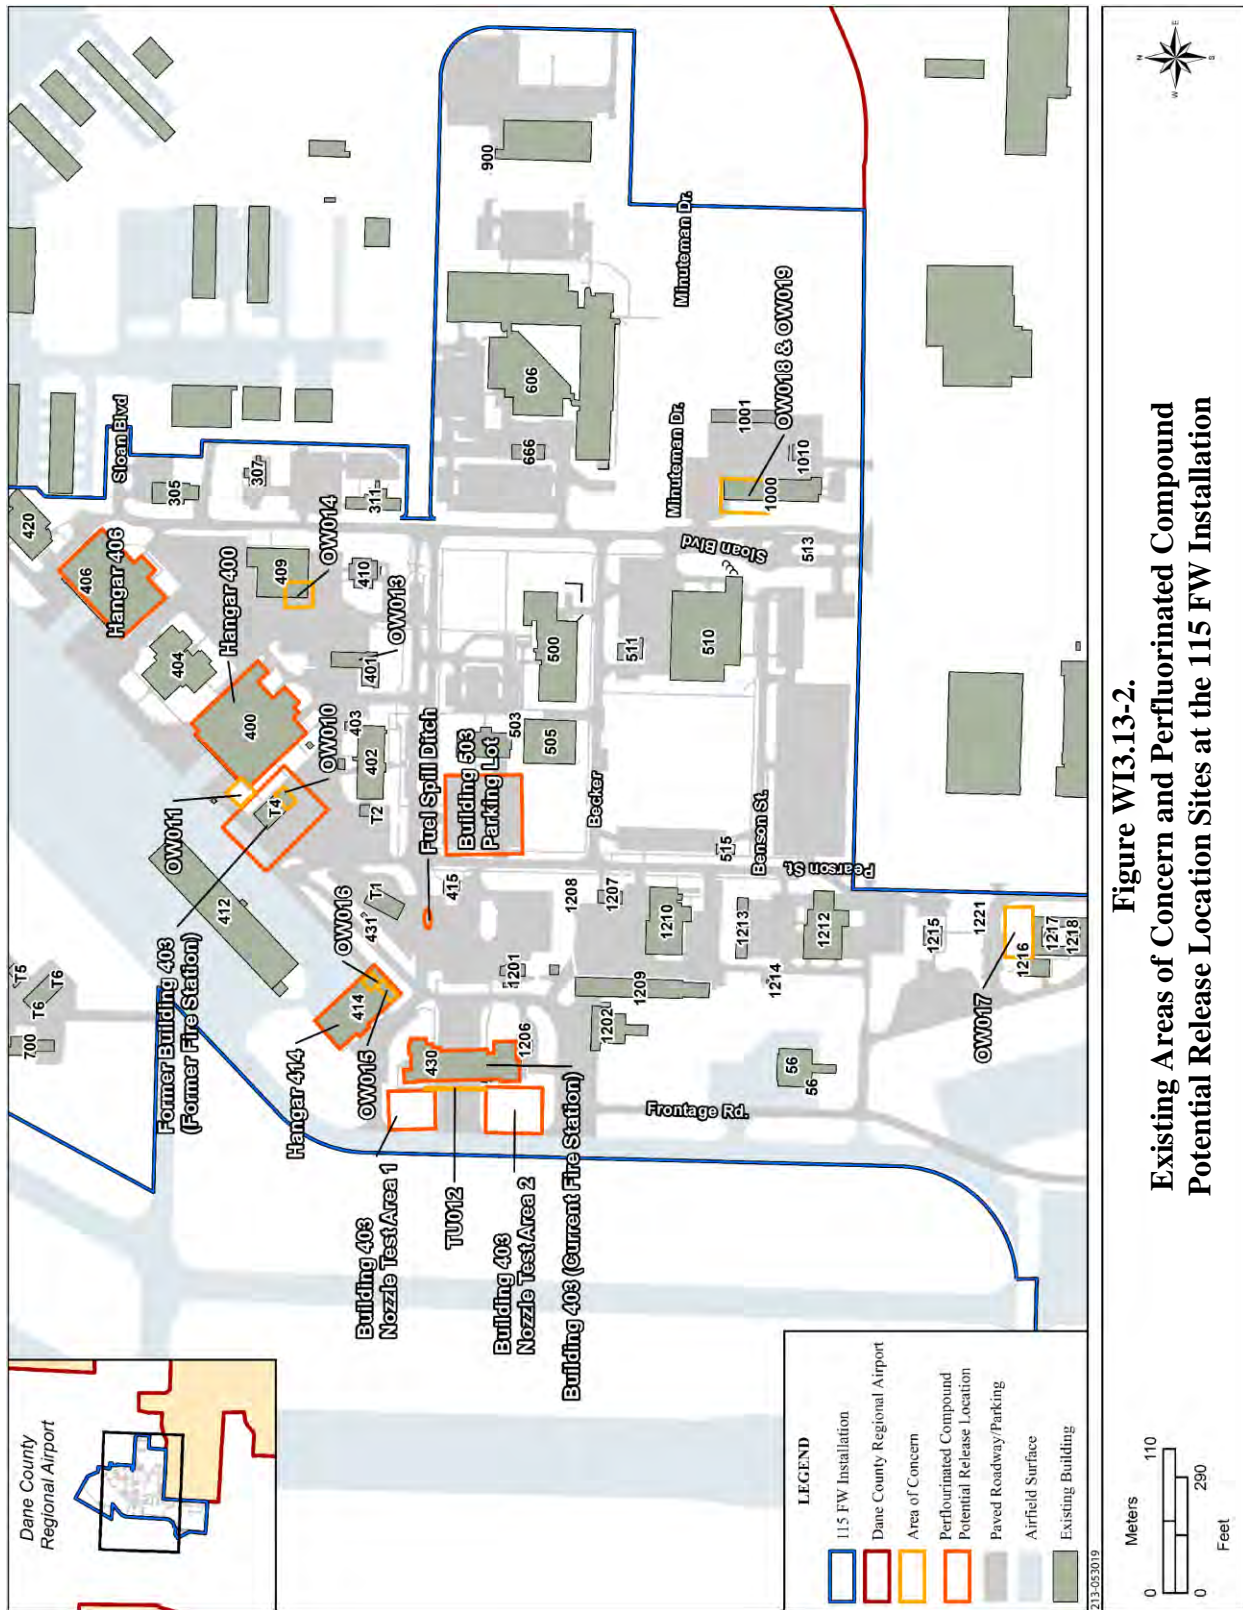 Dane County
Regional Airport
LEGEND
115 FW Installation
Dane County Regional Airport
Area of Concern
Perflourinated Compound
Potential Release Location
Paved Roadway/Parking
Airfield Surface
Existing Building
213-053019
Meters
0
110
0
290
Feet
N
E
S
W
T5
T6
T6
700
Former Building 403
(Former Fire Station)
412
OW011
T4
OW010
400
Hangar 400
404
406
Hangar 406
420
Sloan Blvd
305
307
311
409
OW014
410
401
OW013
403
402
T2
T1
431
OW016
414
Hangar 414
OW015
415
Fuel Spill Ditch
Building 503
Parking Lot
503
505
500
511
510
513
515
Becker
Benson St.
Pearson St.
Sloan Blvd
Minuteman Dr.
Minuteman Dr.
900
606
666
1001
1010
1000
OW018 & OW019
430
1206
1201
1208
1207
1210
1209
1202
1213
1212
1214
1215
1221
1216
1217
1218
OW017
56
56
Frontage Rd.
Building 403
Nozzle Test Area 1
TU012
Building 403
Nozzle Test Area 2
Building 403 (Current Fire Station)
Figure WI3.13-2.
Existing Areas of Concern and Perfluorinated Compound
Potential Release Location Sites at the 115 FW Installation